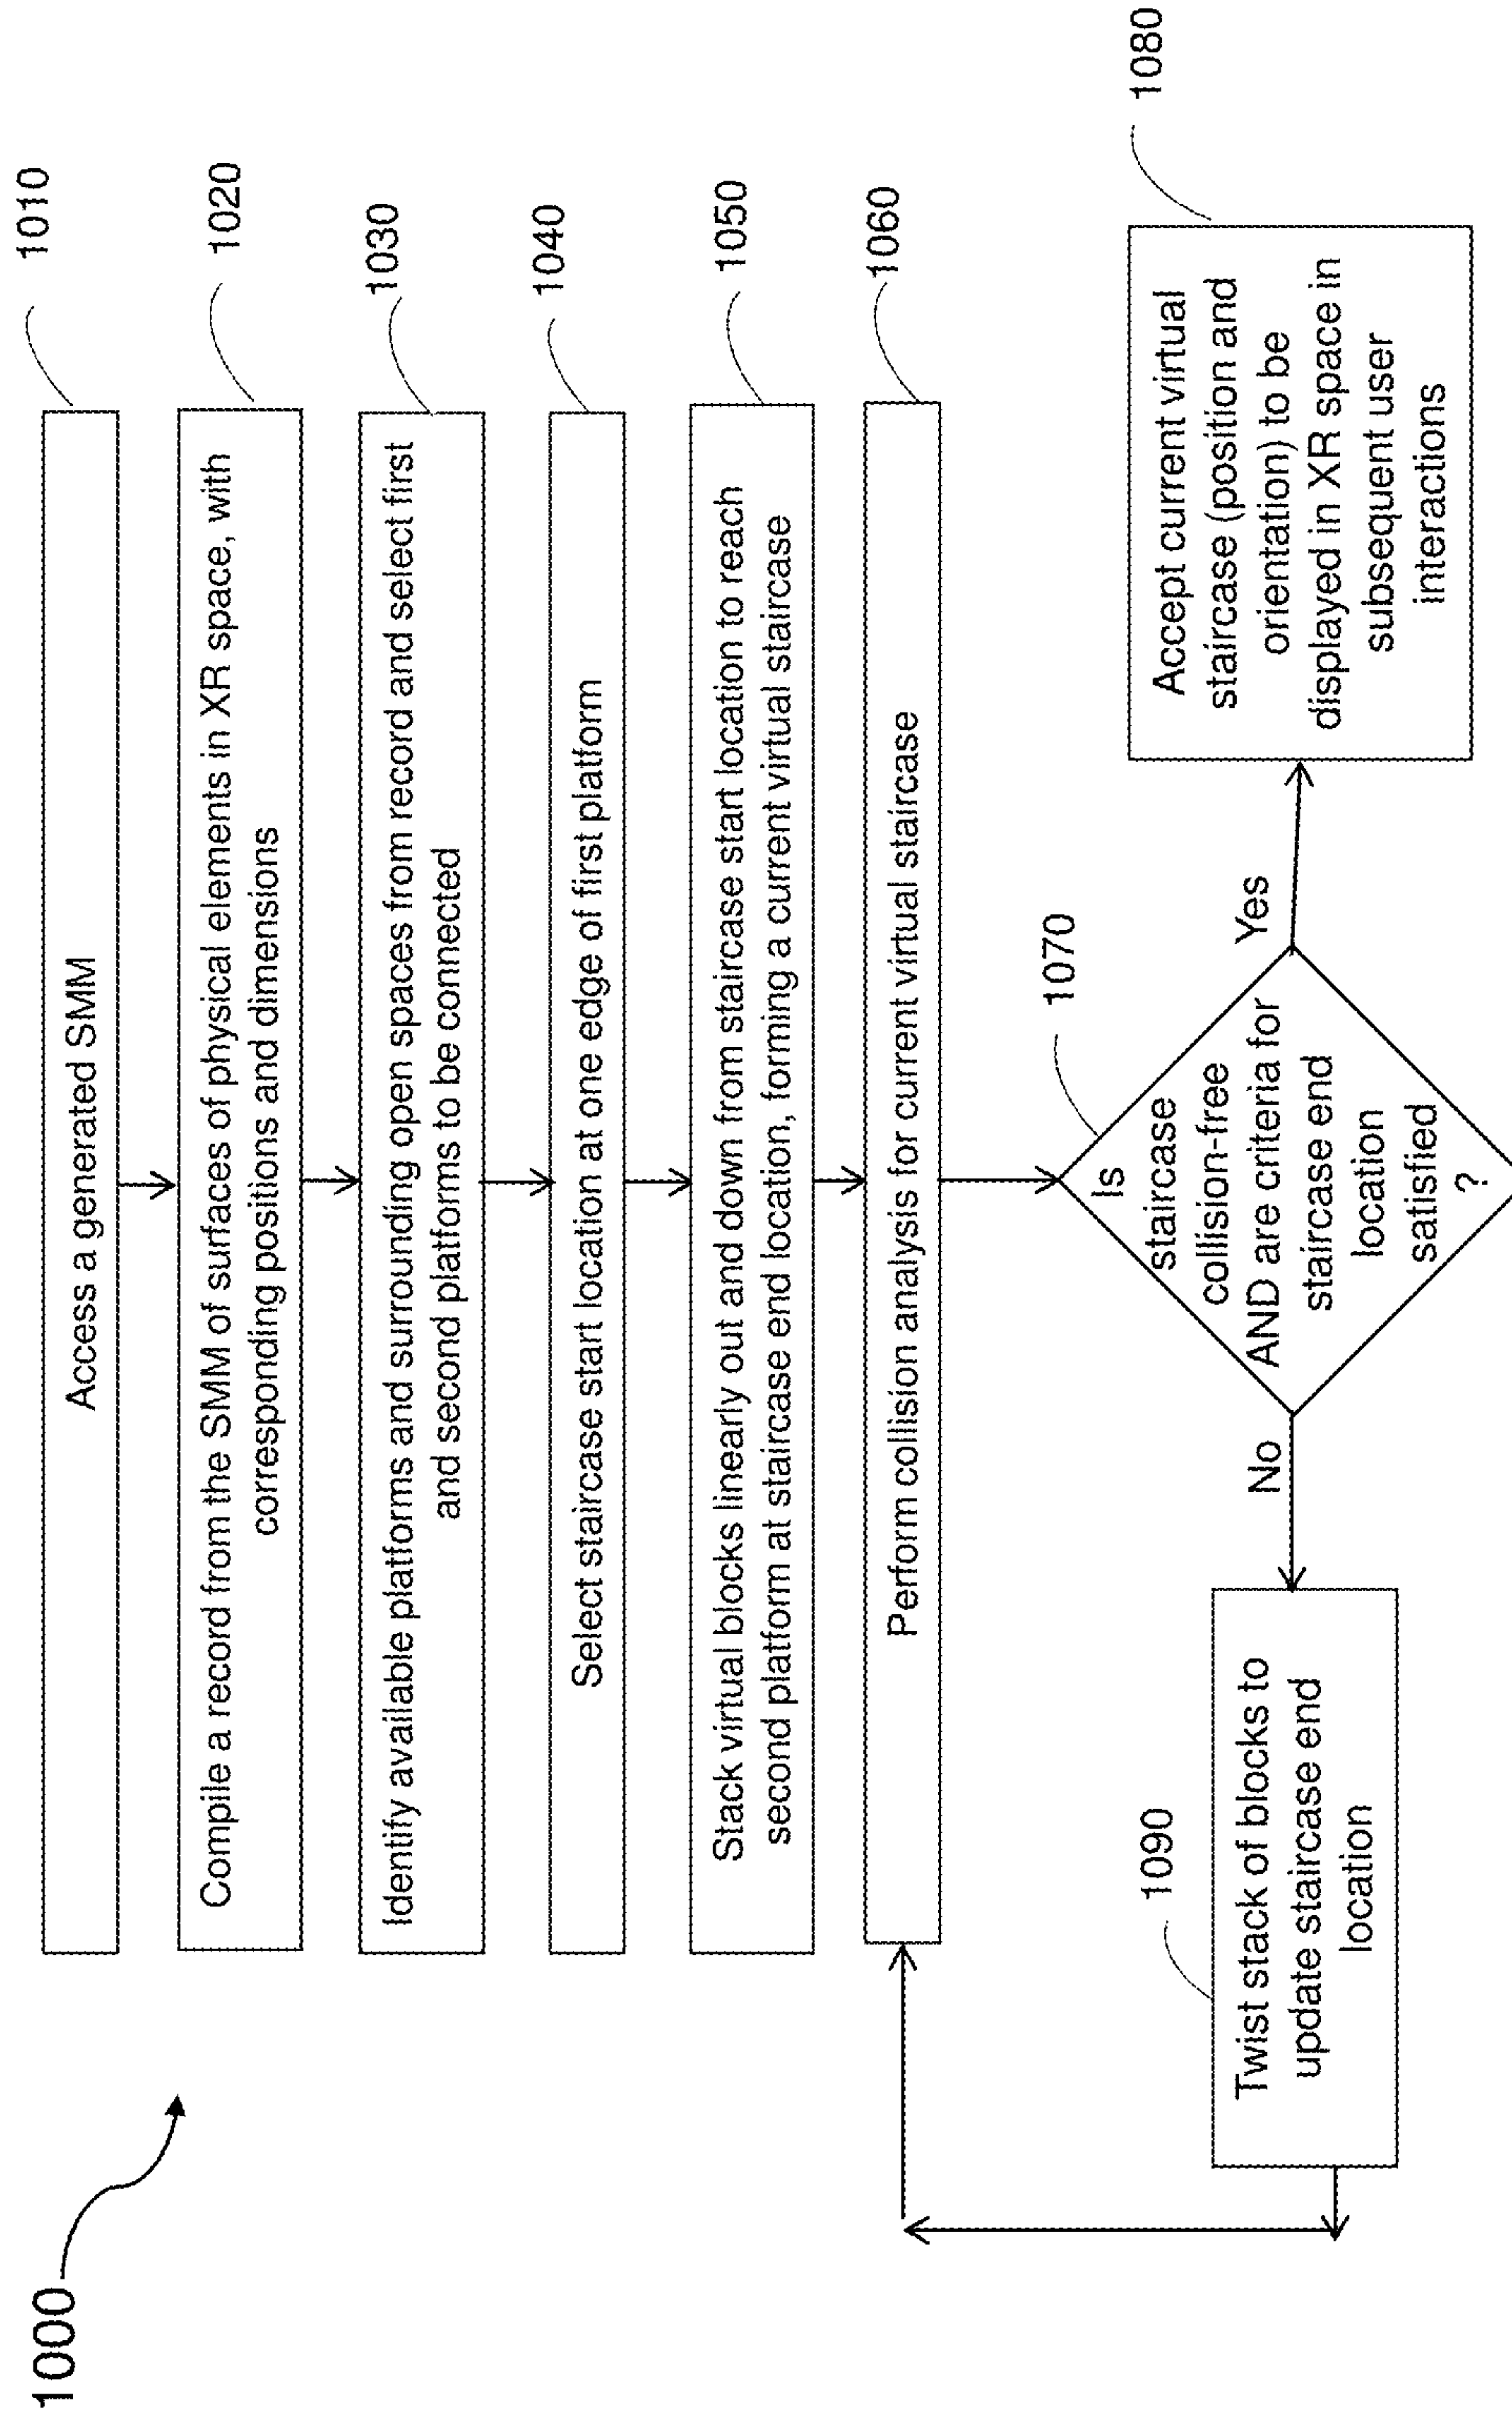 1000
Access a generated SMM
1010
Compile a record from the SMM of surfaces of physical elements in XR space, with
corresponding positions and dimensions
1020
Identify available platforms and surrounding open spaces from record and select first
and second platforms to be connected
1030
Select staircase start location at one edge of first platform
1040
Stack virtual blocks linearly out and down from staircase start location to reach
second platform at staircase end location, forming a current virtual staircase
1050
Perform collision analysis for current virtual staircase
1060
Is
staircase
collision-free
AND are criteria for
staircase end
location
satisfied
?
1070
No
Yes
Twist stack of blocks to
update staircase end
location
1090
Accept current virtual
staircase (position and
orientation) to be
displayed in XR space in
subsequent user
interactions
1080